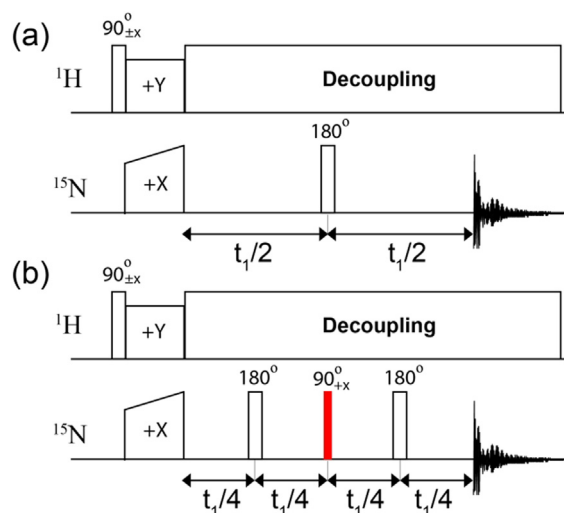 (a)
90°±x
¹H
+Y
Decoupling
180°
¹⁵N
+X
t₁/2
t₁/2
(b)
90°±x
¹H
+Y
Decoupling
180°
90°+x
180°
¹⁵N
+X
t₁/4
t₁/4
t₁/4
t₁/4